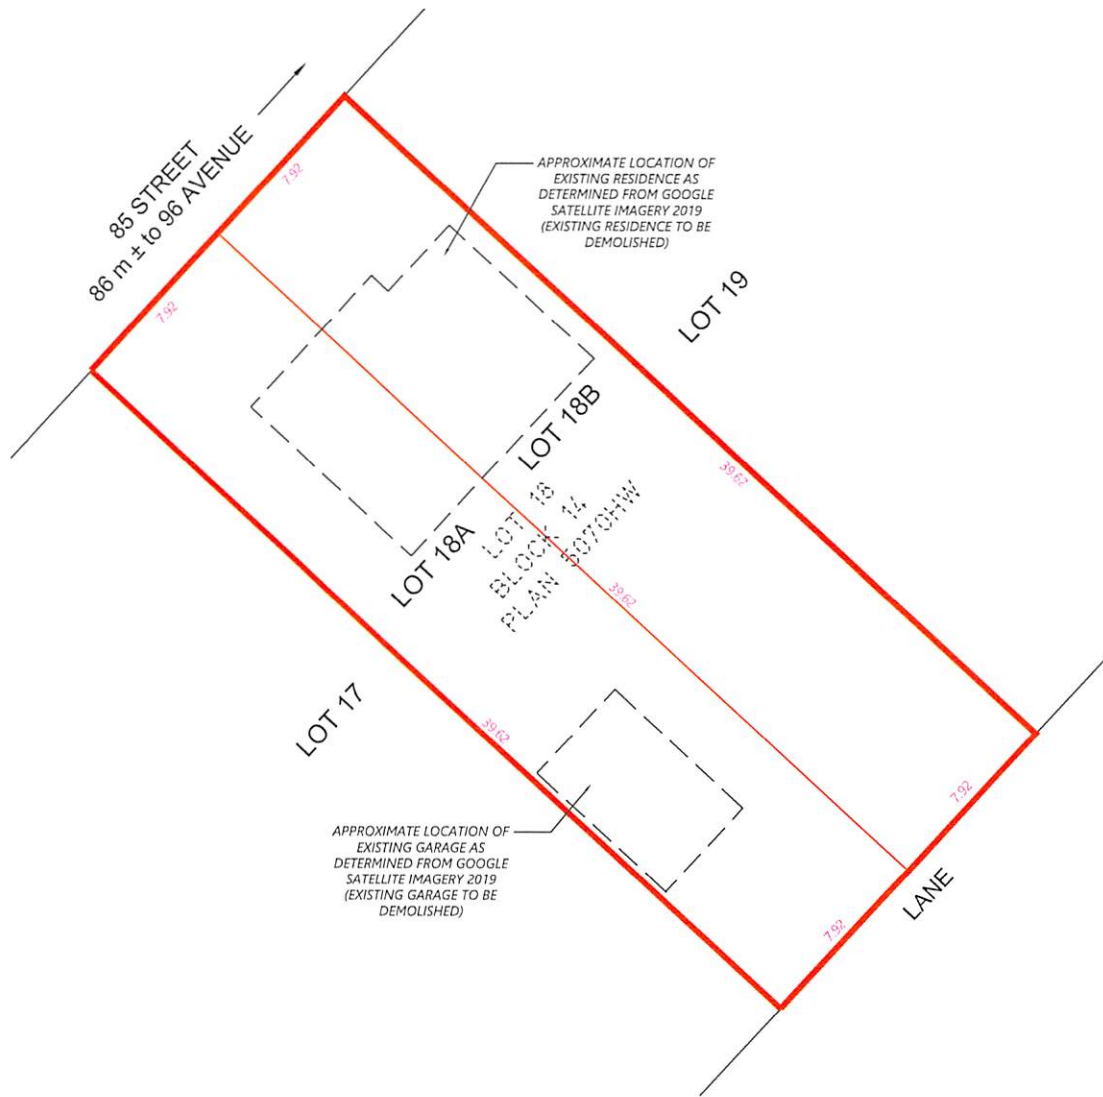 85 STREET
86 m ± to 96 AVENUE
7.92
7.92
APPROXIMATE LOCATION OF
EXISTING RESIDENCE AS
DETERMINED FROM GOOGLE
SATELLITE IMAGERY 2019
(EXISTING RESIDENCE TO BE
DEMOLISHED)
LOT 19
LOT 18B
39.62
LOT 18A
LOT 18
BLOCK 14
PLAN 5070HW
39.62
LOT 17
39.62
APPROXIMATE LOCATION OF
EXISTING GARAGE AS
DETERMINED FROM GOOGLE
SATELLITE IMAGERY 2019
(EXISTING GARAGE TO BE
DEMOLISHED)
7.92
7.92
LANE